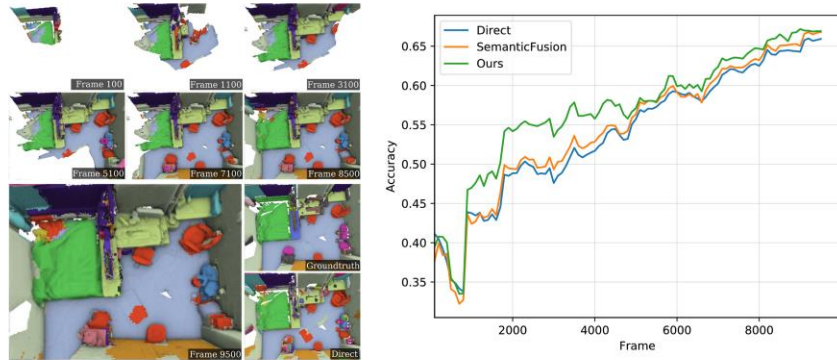 Frame 100
Frame 1100
Frame 3100
Frame 5100
Frame 7100
Frame 8500
Groundtruth
Frame 9500
Direct
Direct
SemanticFusion
Ours
0.65
0.60
0.55
0.50
0.45
0.40
0.35
Accuracy
2000
4000
6000
8000
Frame